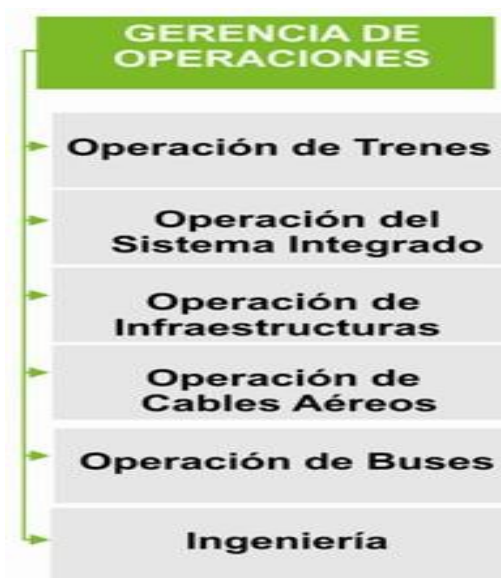 GERENCIA DE
OPERACIONES
Operación de Trenes
Operación del
Sistema Integrado
Operación de
Infraestructuras
Operación de
Cables Aéreos
Operación de Buses
Ingeniería